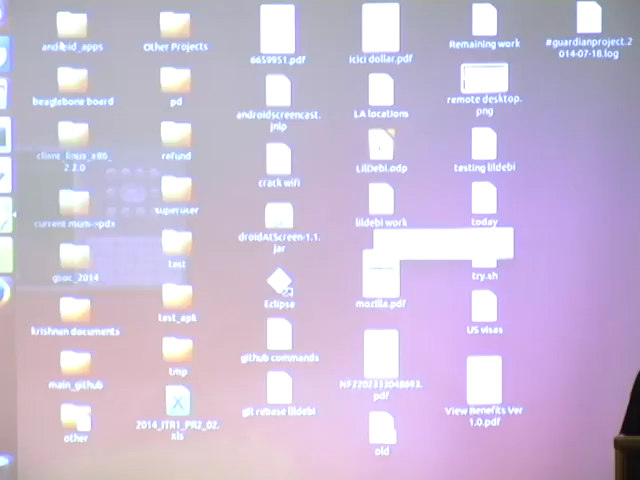 android_apps
beaglebone board
client_linux_x86_
2.2.0
current mum->pdx
gsoc_2014
krishnan documents
main_github
other
Other Projects
pd
refund
superuser
test
test_apk
tmp
2014_ITR1_PR2_02.
xls
6659951.pdf
androidscreencast.
jnlp
crack wifi
droidAtScreen-1.1.
jar
Eclipse
github commands
git rebase lildebi
icici dollar.pdf
LA locations
LilDebi.odp
lildebi work
mozilla.pdf
pdf
old
Remaining work
remote desktop.
png
testing lildebi
today
try.sh
US visas
View Benefits Ver
1.0.pdf
#guardianproject.2
014-07-18.log